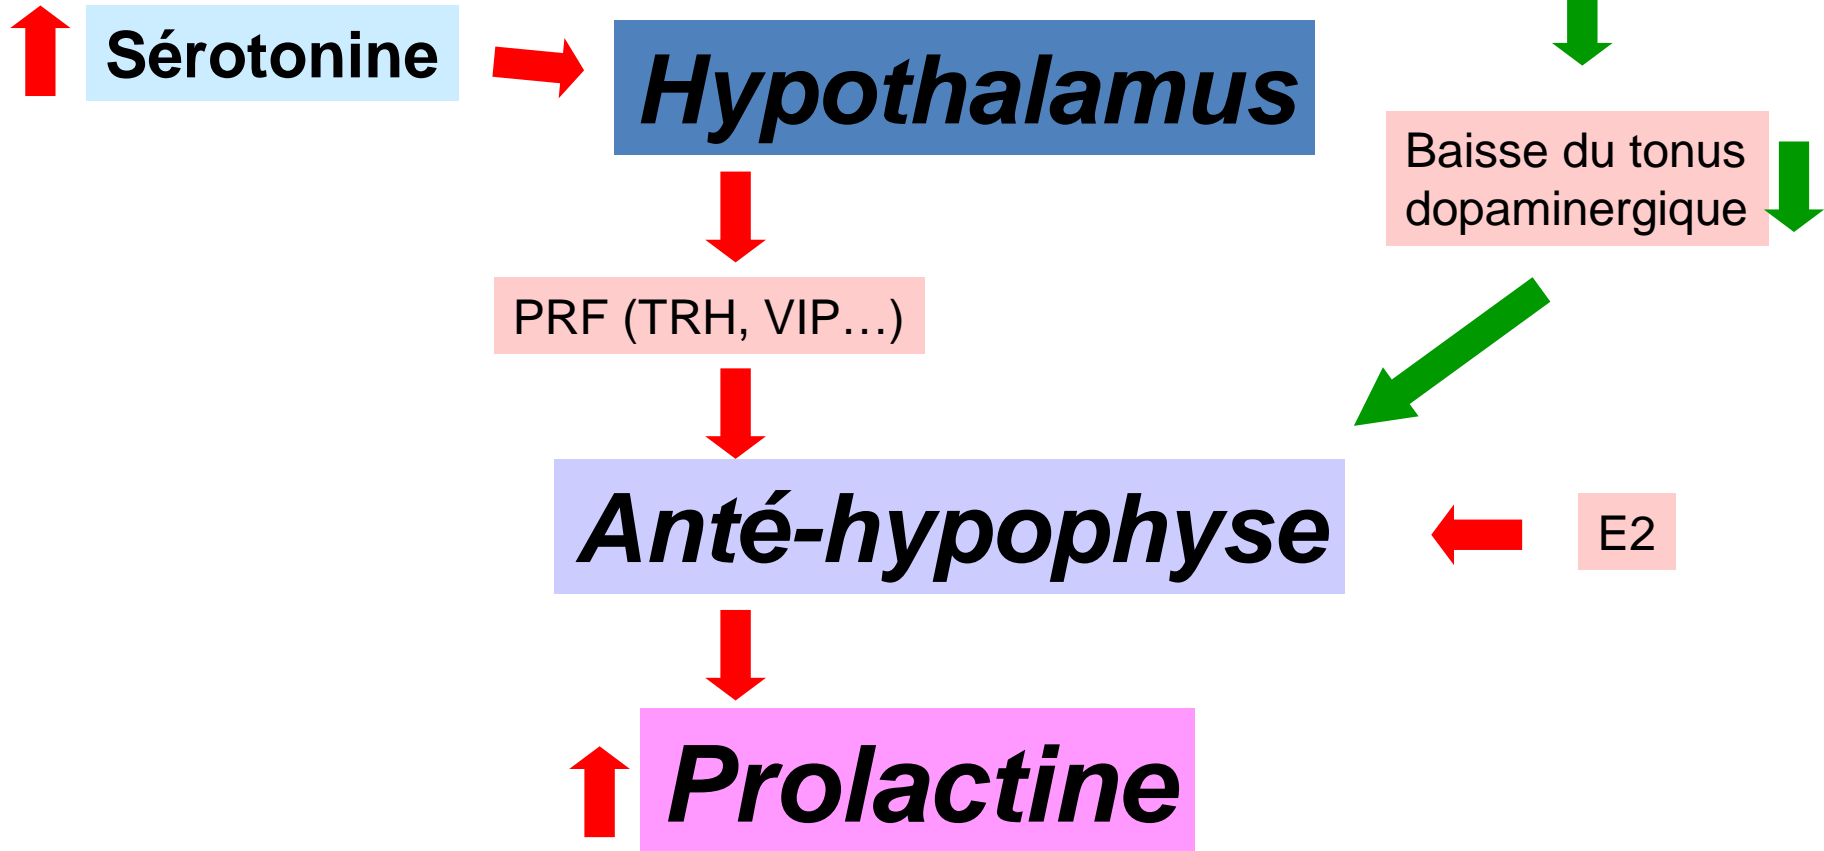 Sérotonine
Hypothalamus
Baisse du tonus
dopaminergique
PRF (TRH, VIP…)
Anté-hypophyse
E2
Prolactine